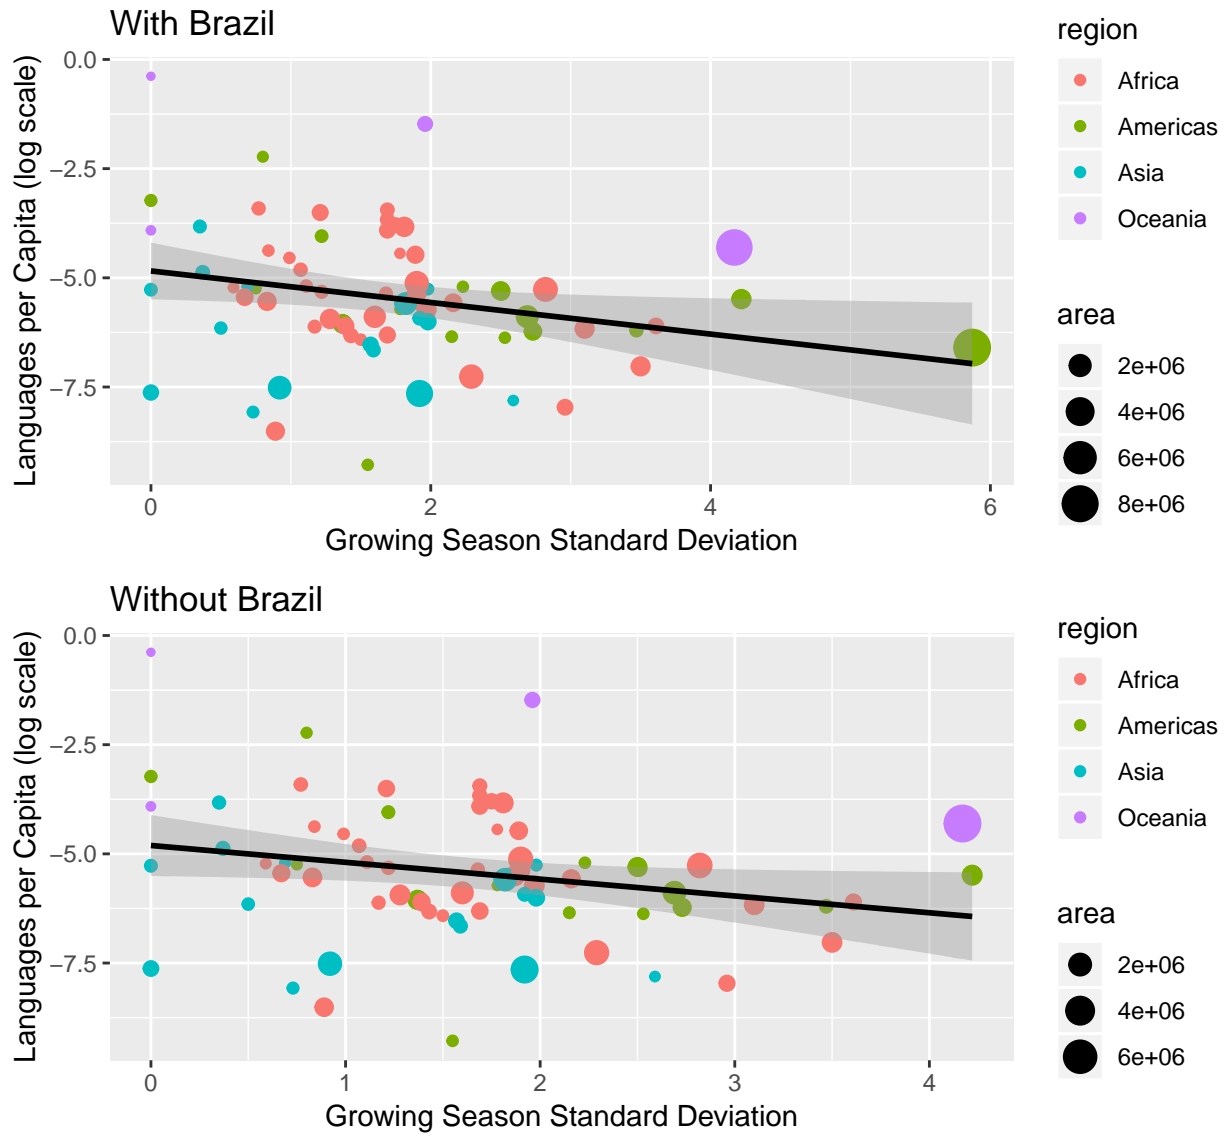 With Brazil
Languages per Capita (log scale)
0.0
−2.5
−5.0
−7.5
0 2 4 6
Growing Season Standard Deviation
region
Africa
Americas
Asia
Oceania
area
2e+06
4e+06
6e+06
8e+06
Without Brazil
Languages per Capita (log scale)
0.0
−2.5
−5.0
−7.5
0 1 2 3 4
Growing Season Standard Deviation
region
Africa
Americas
Asia
Oceania
area
2e+06
4e+06
6e+06